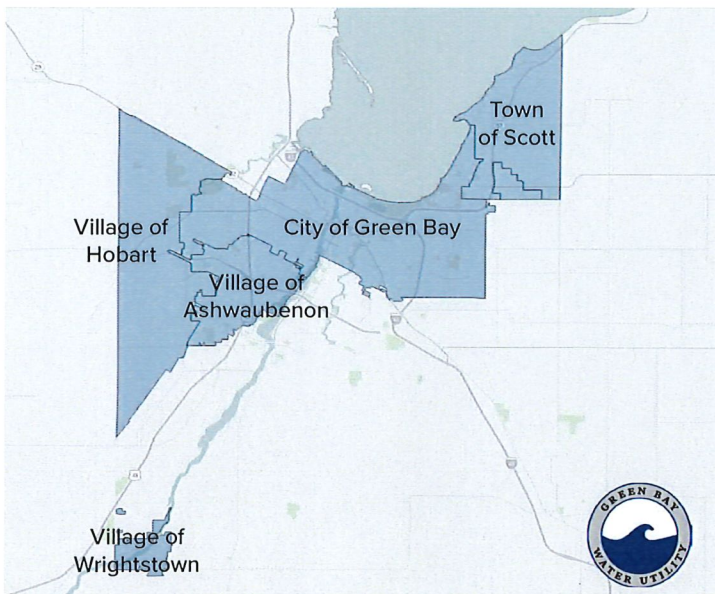 Town
of Scott
Village of
Hobart
City of Green Bay
Village of
Ashwaubenon
Village of
Wrightstown
GREEN BAY
WATER UTILITY